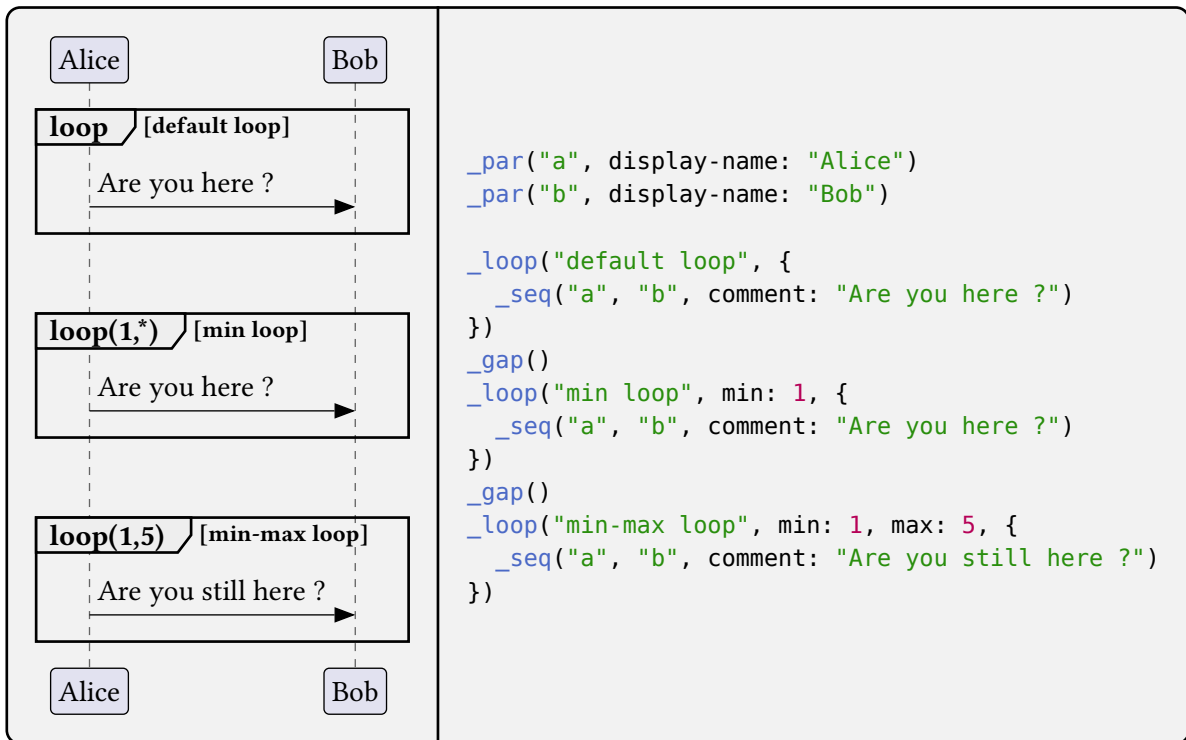 Alice Bob
loop [default loop]
Are you here ?
loop(1,*) [min loop]
Are you here ?
loop(1,5) [min-max loop]
Are you still here ?
Alice Bob
_par("a", display-name: "Alice")
_par("b", display-name: "Bob")
_loop("default loop", {
  _seq("a", "b", comment: "Are you here ?")
})
_gap()
_loop("min loop", min: 1, {
  _seq("a", "b", comment: "Are you here ?")
})
_gap()
_loop("min-max loop", min: 1, max: 5, {
  _seq("a", "b", comment: "Are you still here ?")
})